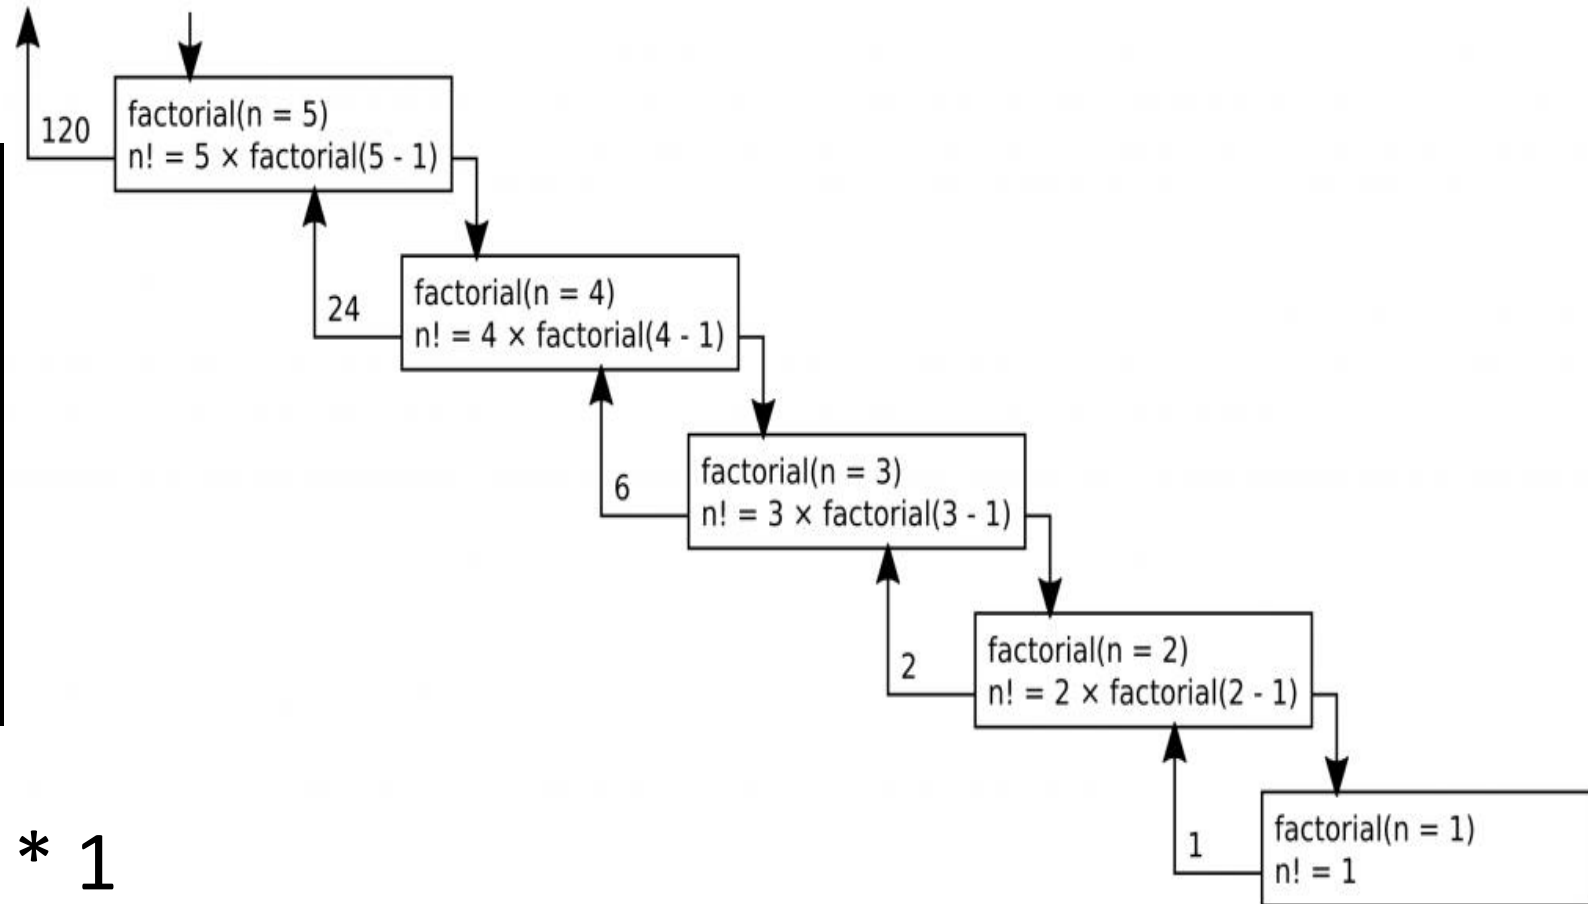 120
factorial(n = 5)
n! = 5 × factorial(5 - 1)
24
factorial(n = 4)
n! = 4 × factorial(4 - 1)
6
factorial(n = 3)
n! = 3 × factorial(3 - 1)
2
factorial(n = 2)
n! = 2 × factorial(2 - 1)
1
factorial(n = 1)
n! = 1
* 1